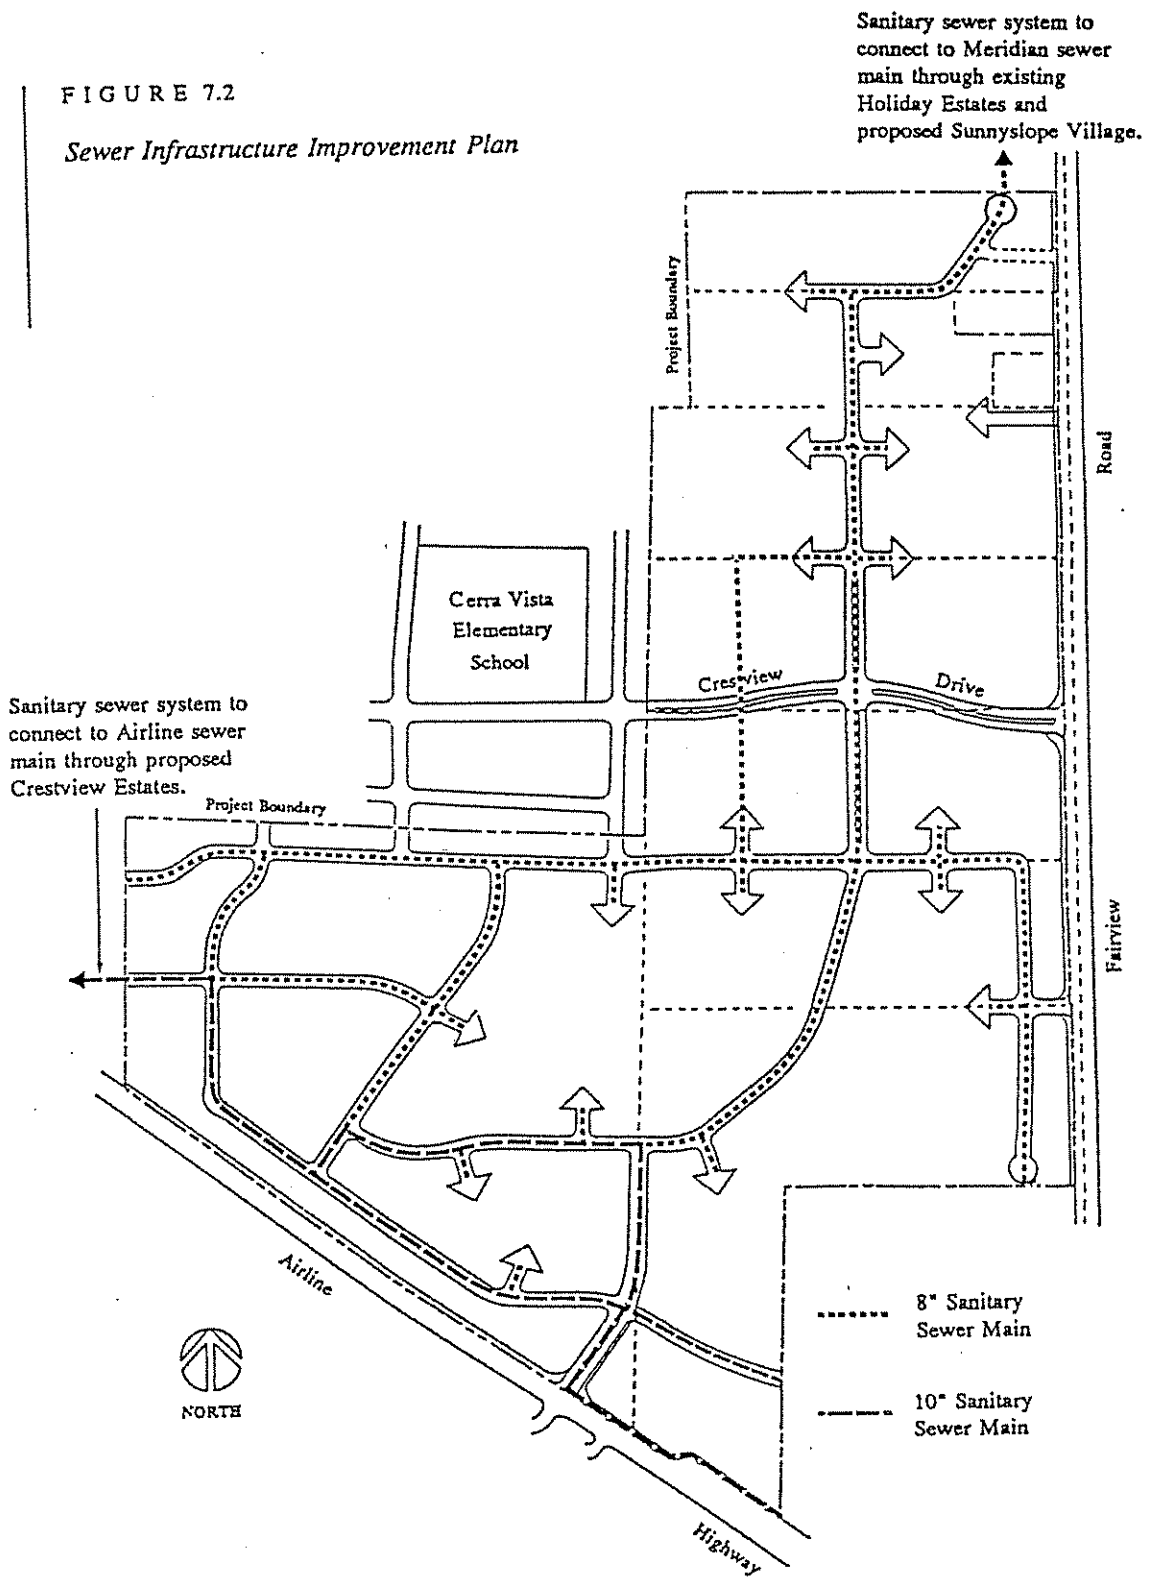 Sanitary sewer system to
connect to Meridian sewer
main through existing
Holiday Estates and
proposed Sunnyslope Village.
FIGURE 7.2
Sewer Infrastructure Improvement Plan
Project Boundary
Road
Cerra Vista
Elementary
School
Crestview Drive
Sanitary sewer system to
connect to Airline sewer
main through proposed
Crestview Estates.
Project Boundary
Fairview
Airline
Highway
NORTH
8" Sanitary
Sewer Main
10" Sanitary
Sewer Main